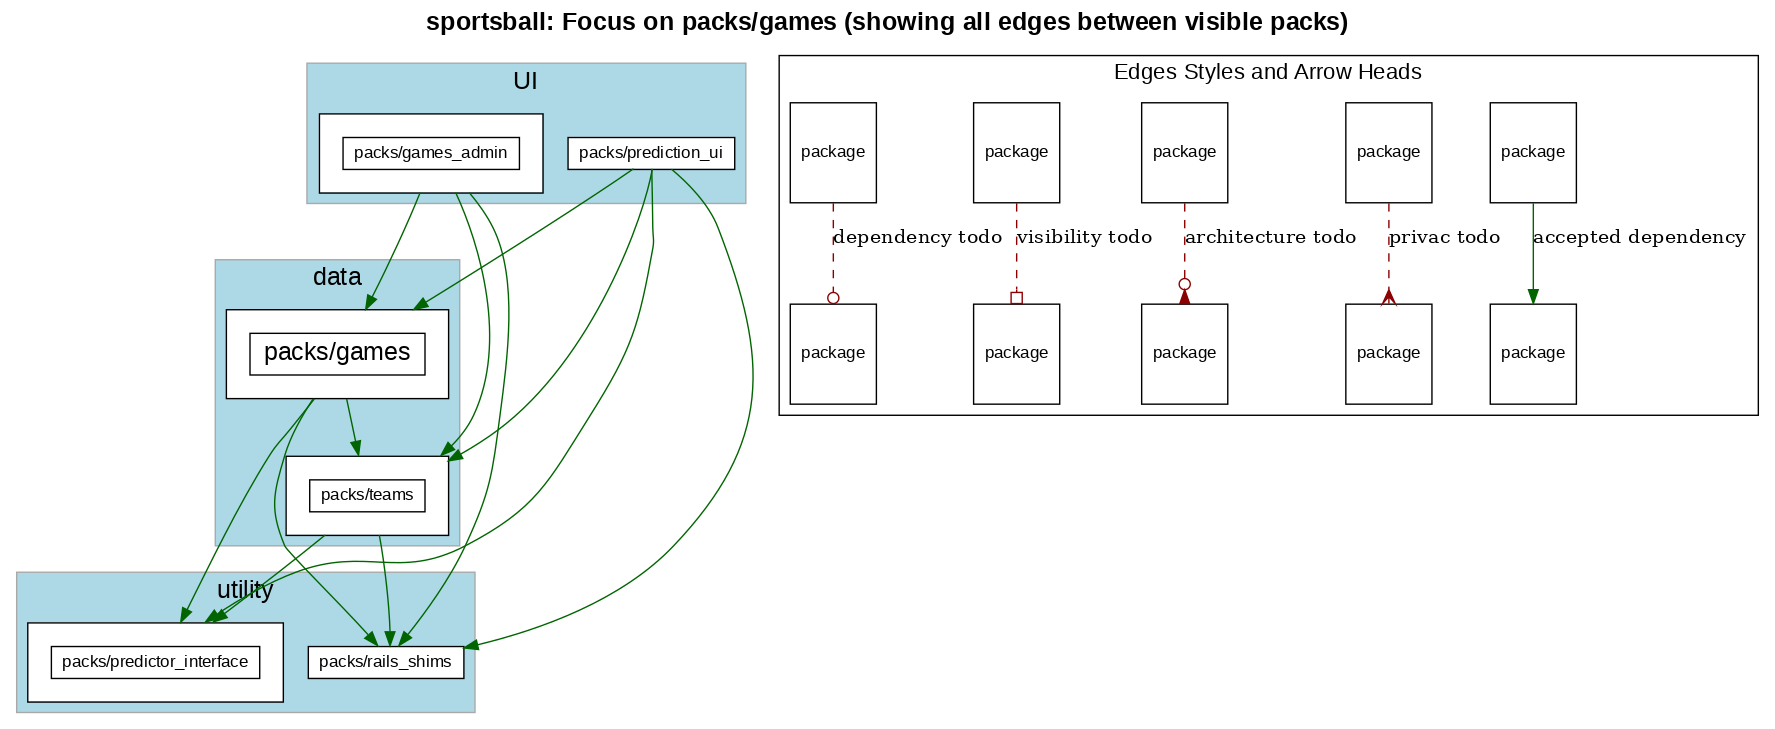 sportsball: Focus on packs/games (showing all edges between visible packs)
UI
packs/games_admin
packs/prediction_ui
data
packs/games
packs/teams
utility
packs/predictor_interface
packs/rails_shims
Edges Styles and Arrow Heads
package
package
package
package
package
dependency todo
visibility todo
architecture todo
privac todo
accepted dependency
package
package
package
package
package